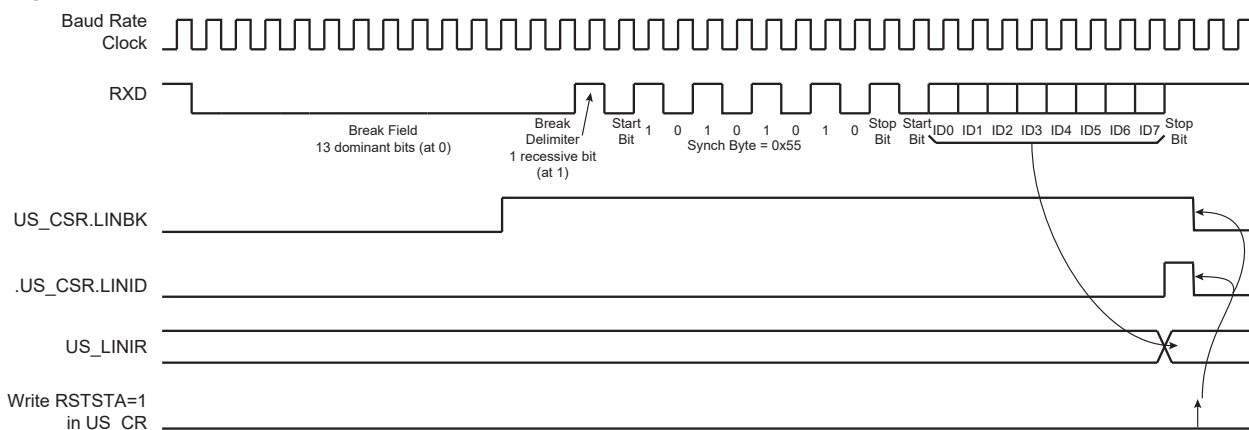 Baud Rate
Clock
RXD
Break Field
13 dominant bits (at 0)
Break
Delimiter
1 recessive bit
(at 1)
Start
Bit
1 0 1 0 1 0 1 0
Synch Byte = 0x55
Stop
Bit
Start
Bit
ID0 ID1 ID2 ID3 ID4 ID5 ID6 ID7
Stop
Bit
US_CSR.LINBK
.US_CSR.LINID
US_LINIR
Write RSTSTA=1
in US_CR